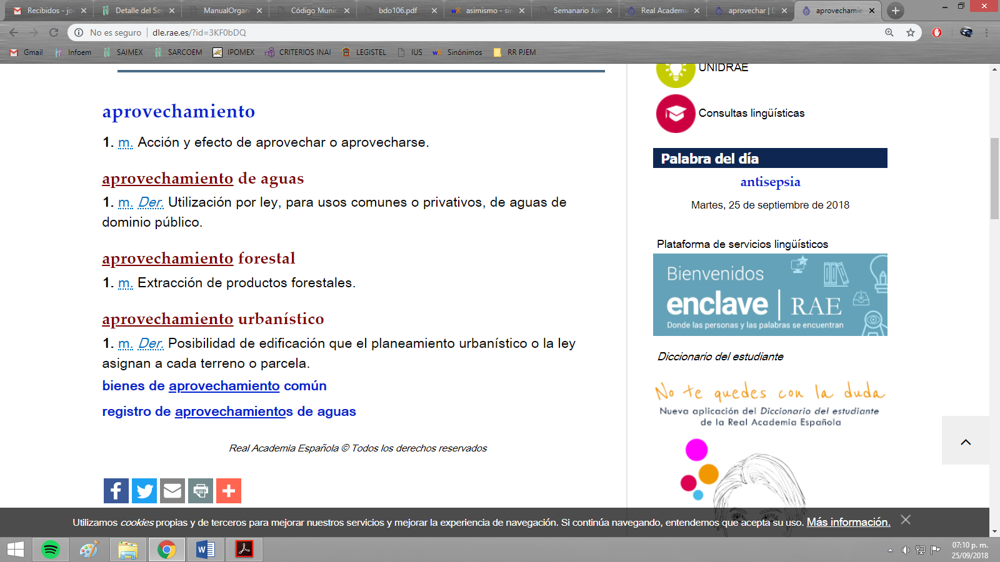 Recibidos - jos
Detalle del Seg
ManualOrgani
Código Munic
bdo106.pdf
asimismo - sin
Semanario Jud
Real Academi
aprovechar | D
aprovechamie
No es seguro | dle.rae.es/?id=3KF0bDQ
Gmail
Infoem
SAIMEX
SARCOEM
IPOMEX
CRITERIOS INAI
LEGISTEL
IUS
Sinónimos
RR PJEM
aprovechamiento
1. m. Acción y efecto de aprovechar o aprovecharse.
aprovechamiento de aguas
1. m. Der. Utilización por ley, para usos comunes o privativos, de aguas de
dominio público.
aprovechamiento forestal
1. m. Extracción de productos forestales.
aprovechamiento urbanístico
1. m. Der. Posibilidad de edificación que el planeamiento urbanístico o la ley
asignan a cada terreno o parcela.
bienes de aprovechamiento común
registro de aprovechamientos de aguas
Real Academia Española © Todos los derechos reservados
UNIDRAE
Consultas lingüísticas
Palabra del día
antisepsia
Martes, 25 de septiembre de 2018
Plataforma de servicios lingüísticos
Bienvenidos
enclave | RAE
Donde las personas y las palabras se encuentran
Diccionario del estudiante
No te quedes con la duda
Nueva aplicación del Diccionario del estudiante
de la Real Academia Española
Utilizamos cookies propias y de terceros para mejorar nuestros servicios y mejorar la experiencia de navegación. Si continúa navegando, entendemos que acepta su uso. Más información.
07:10 p. m.
25/09/2018